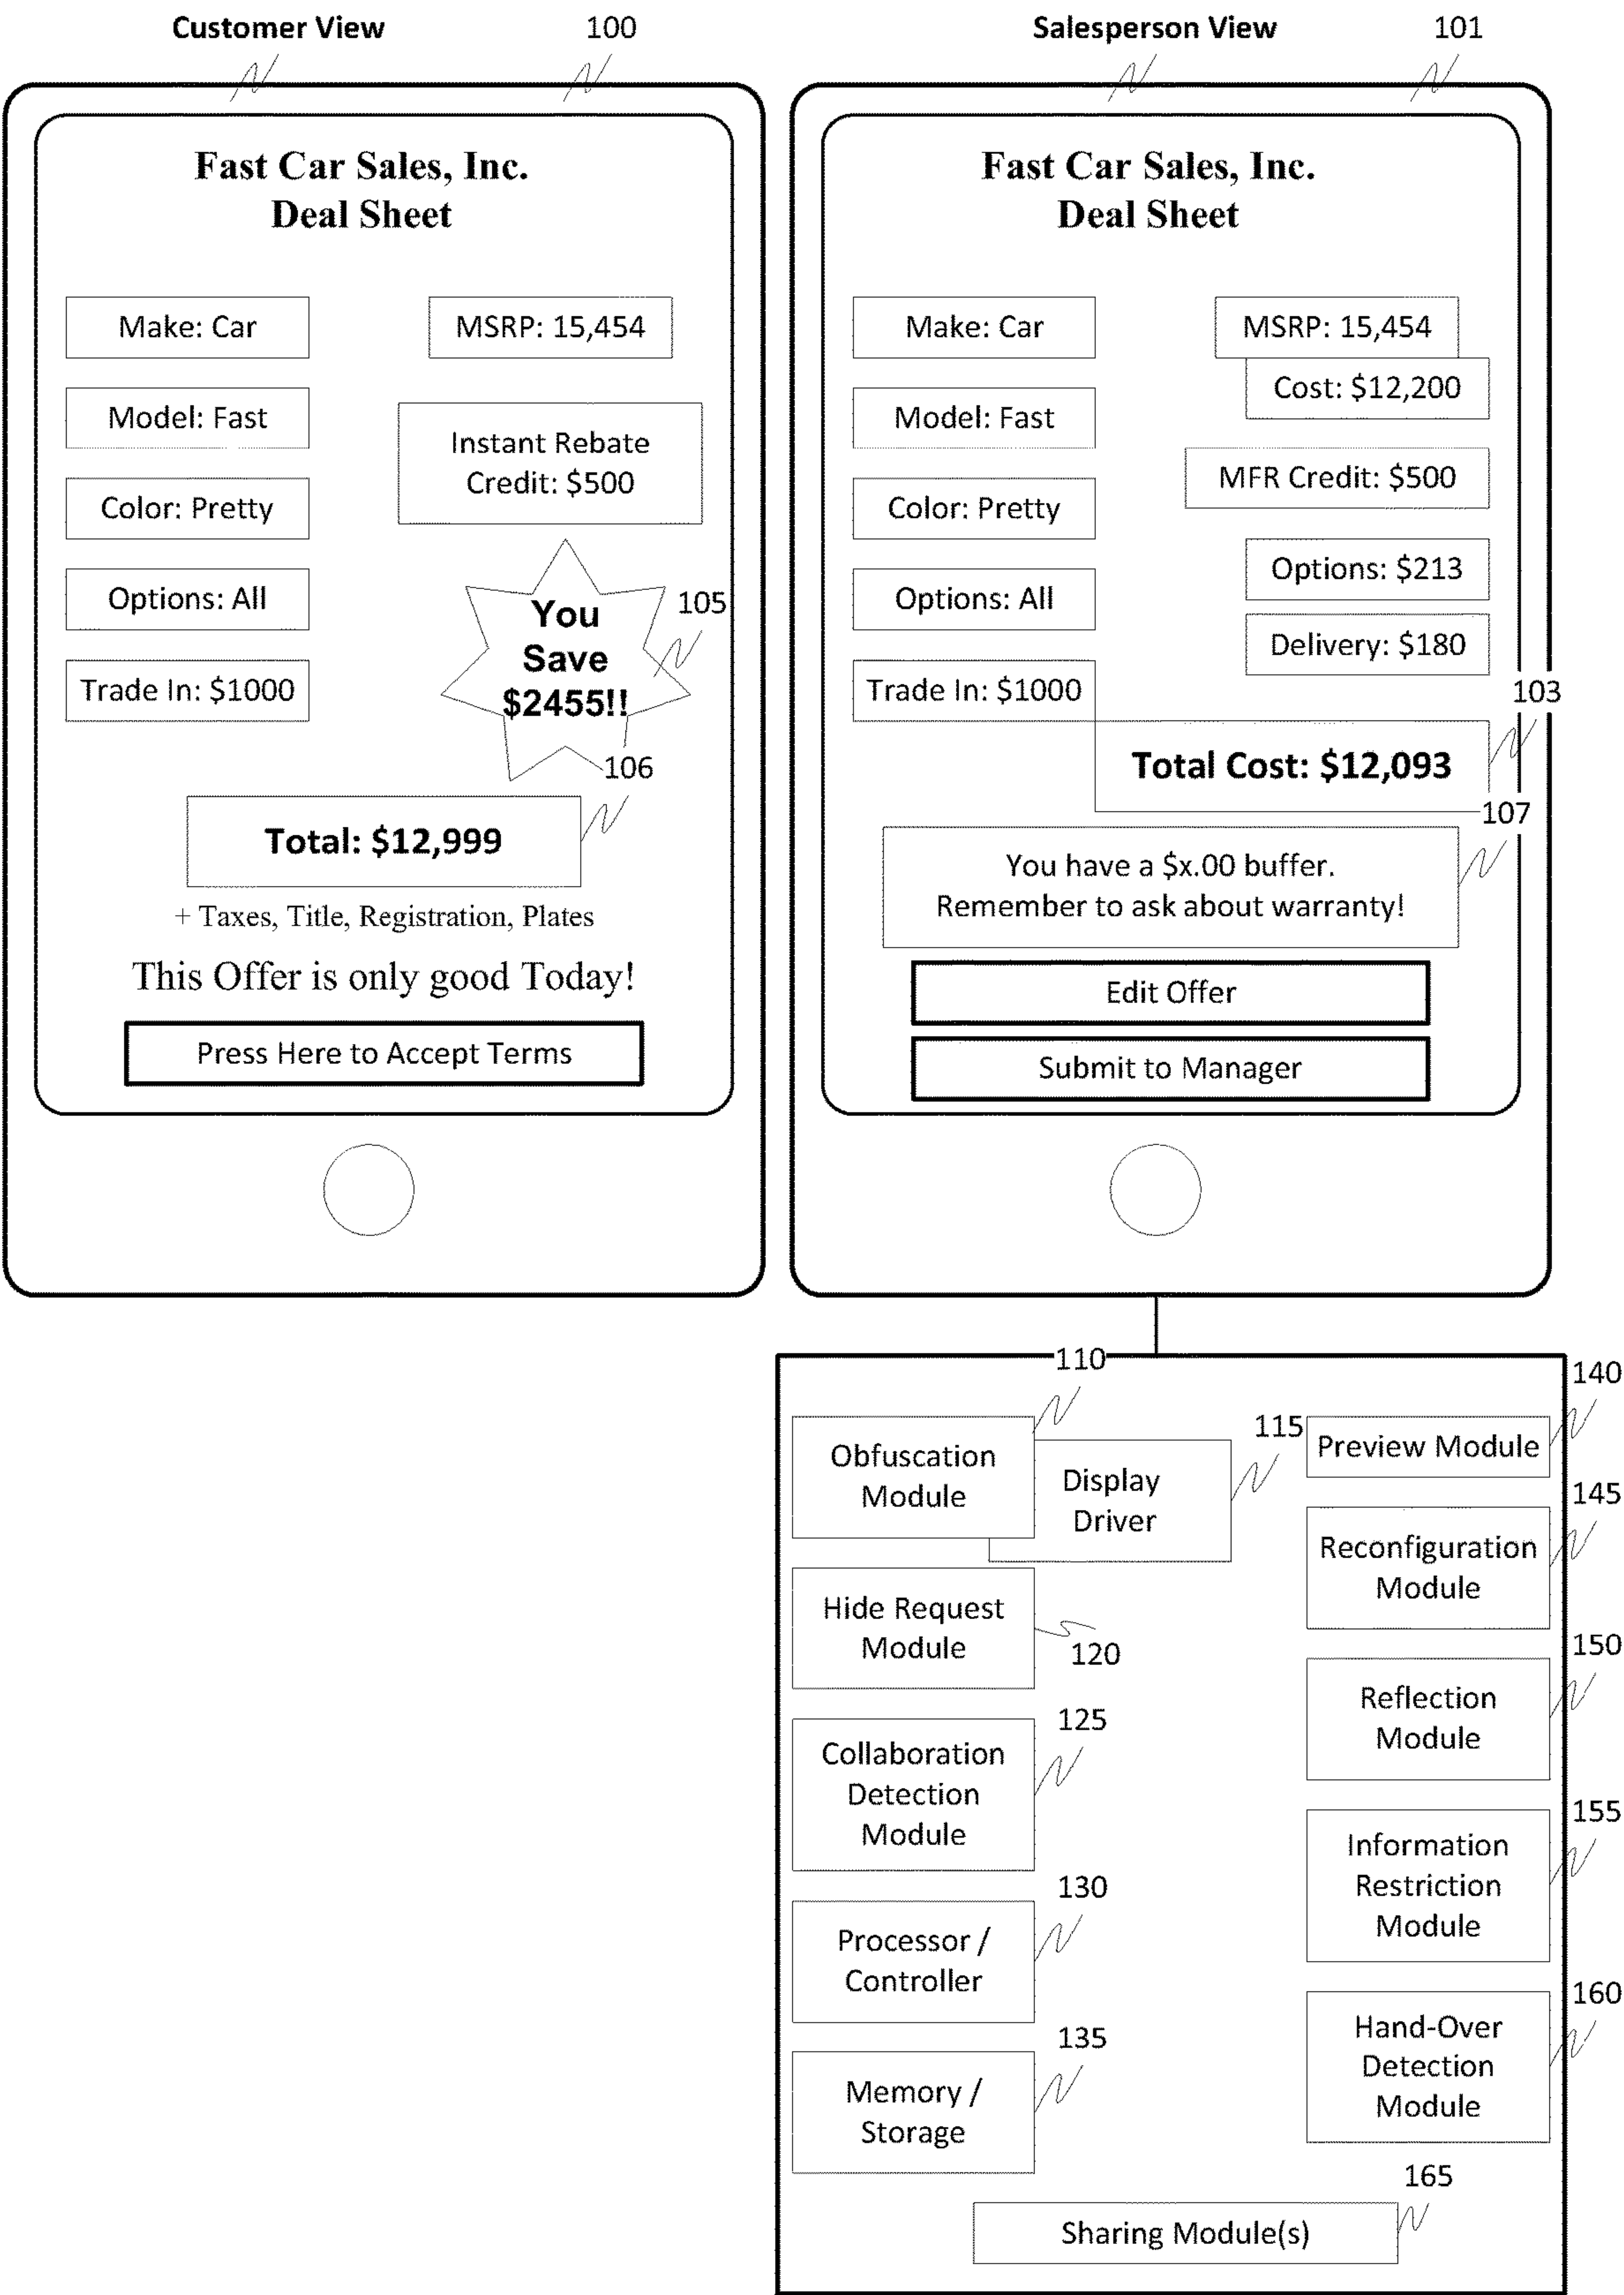 Customer View
100
Fast Car Sales, Inc.
Deal Sheet
Make: Car
MSRP: 15,454
Model: Fast
Instant Rebate
Credit: $500
Color: Pretty
Options: All
You
Save
$2455!!
105
Trade In: $1000
106
Total: $12,999
+ Taxes, Title, Registration, Plates
This Offer is only good Today!
Press Here to Accept Terms
Salesperson View
101
Fast Car Sales, Inc.
Deal Sheet
Make: Car
MSRP: 15,454
Cost: $12,200
Model: Fast
MFR Credit: $500
Color: Pretty
Options: $213
Options: All
Delivery: $180
Trade In: $1000
103
Total Cost: $12,093
107
You have a $x.00 buffer.
Remember to ask about warranty!
Edit Offer
Submit to Manager
110
Obfuscation
Module
115
Display
Driver
Hide Request
Module
120
125
Collaboration
Detection
Module
130
Processor /
Controller
135
Memory /
Storage
140
Preview Module
145
Reconfiguration
Module
150
Reflection
Module
155
Information
Restriction
Module
160
Hand-Over
Detection
Module
165
Sharing Module(s)